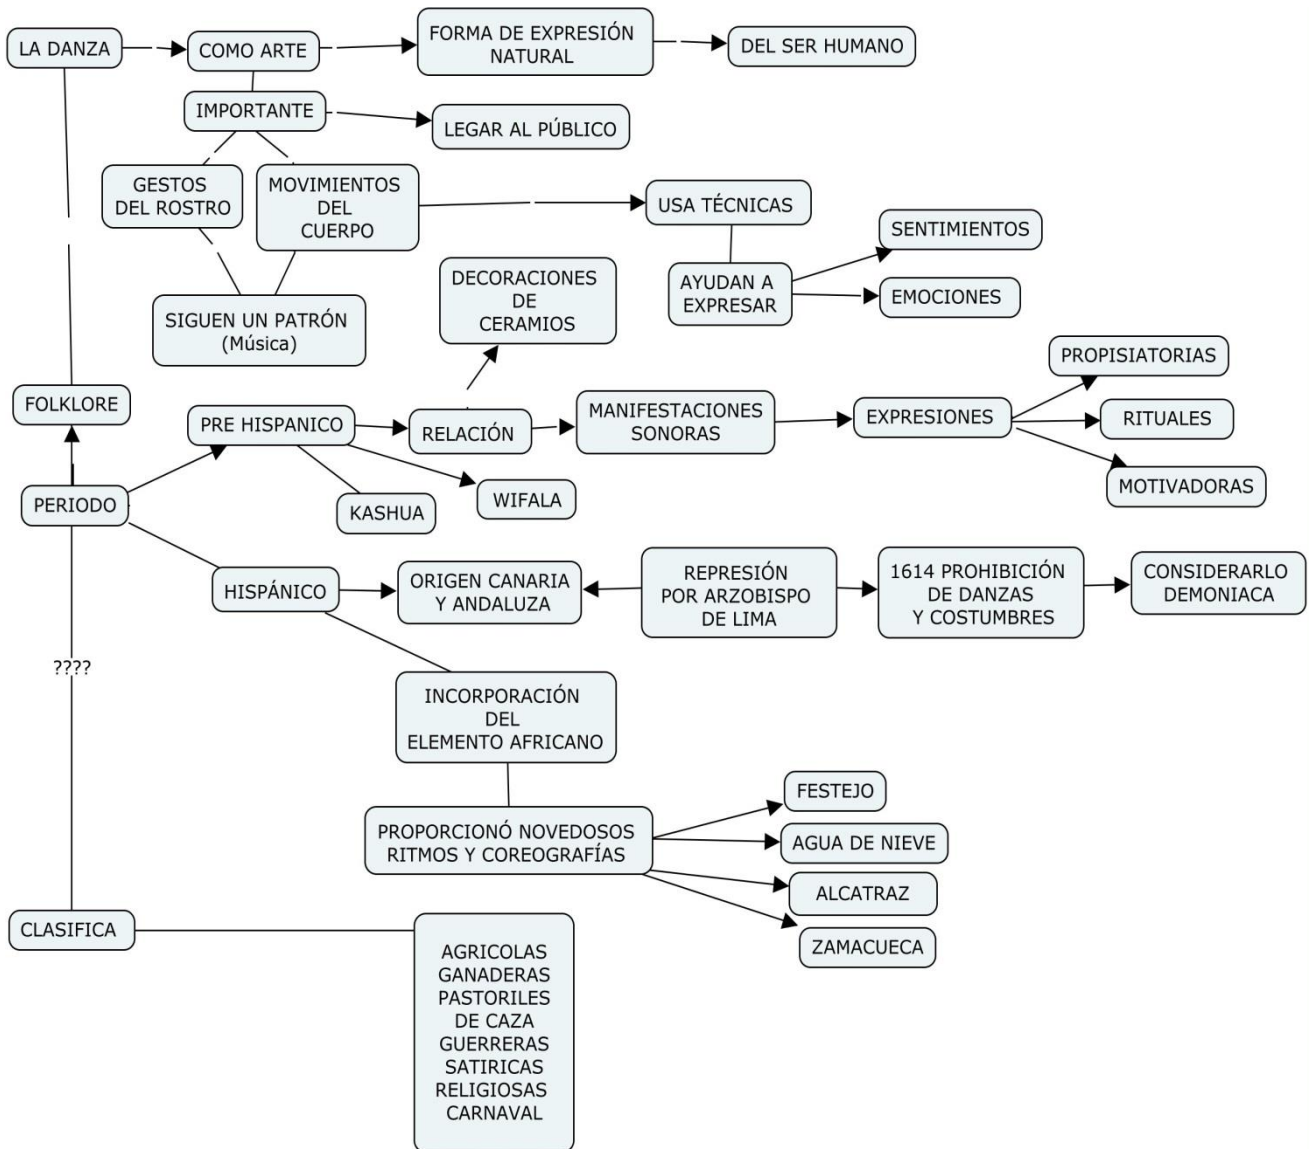 LA DANZA
COMO ARTE
FORMA DE EXPRESIÓN
NATURAL
DEL SER HUMANO
IMPORTANTE
LEGAR AL PÚBLICO
GESTOS
DEL ROSTRO
MOVIMIENTOS
DEL
CUERPO
USA TÉCNICAS
SENTIMIENTOS
AYUDAN A
EXPRESAR
EMOCIONES
SIGUEN UN PATRÓN
(Música)
DECORACIONES
DE
CERAMIOS
FOLKLORE
PRE HISPANICO
RELACIÓN
MANIFESTACIONES
SONORAS
EXPRESIONES
PROPISIATORIAS
RITUALES
MOTIVADORAS
PERIODO
KASHUA
WIFALA
HISPÁNICO
ORIGEN CANARIA
Y ANDALUZA
REPRESIÓN
POR ARZOBISPO
DE LIMA
1614 PROHIBICIÓN
DE DANZAS
Y COSTUMBRES
CONSIDERARLO
DEMONIACA
????
INCORPORACIÓN
DEL
ELEMENTO AFRICANO
PROPORCIONÓ NOVEDOSOS
RITMOS Y COREOGRAFÍAS
FESTEJO
AGUA DE NIEVE
ALCATRAZ
ZAMACUECA
CLASIFICA
AGRICOLAS
GANADERAS
PASTORILES
DE CAZA
GUERRERAS
SATIRICAS
RELIGIOSAS
CARNAVAL